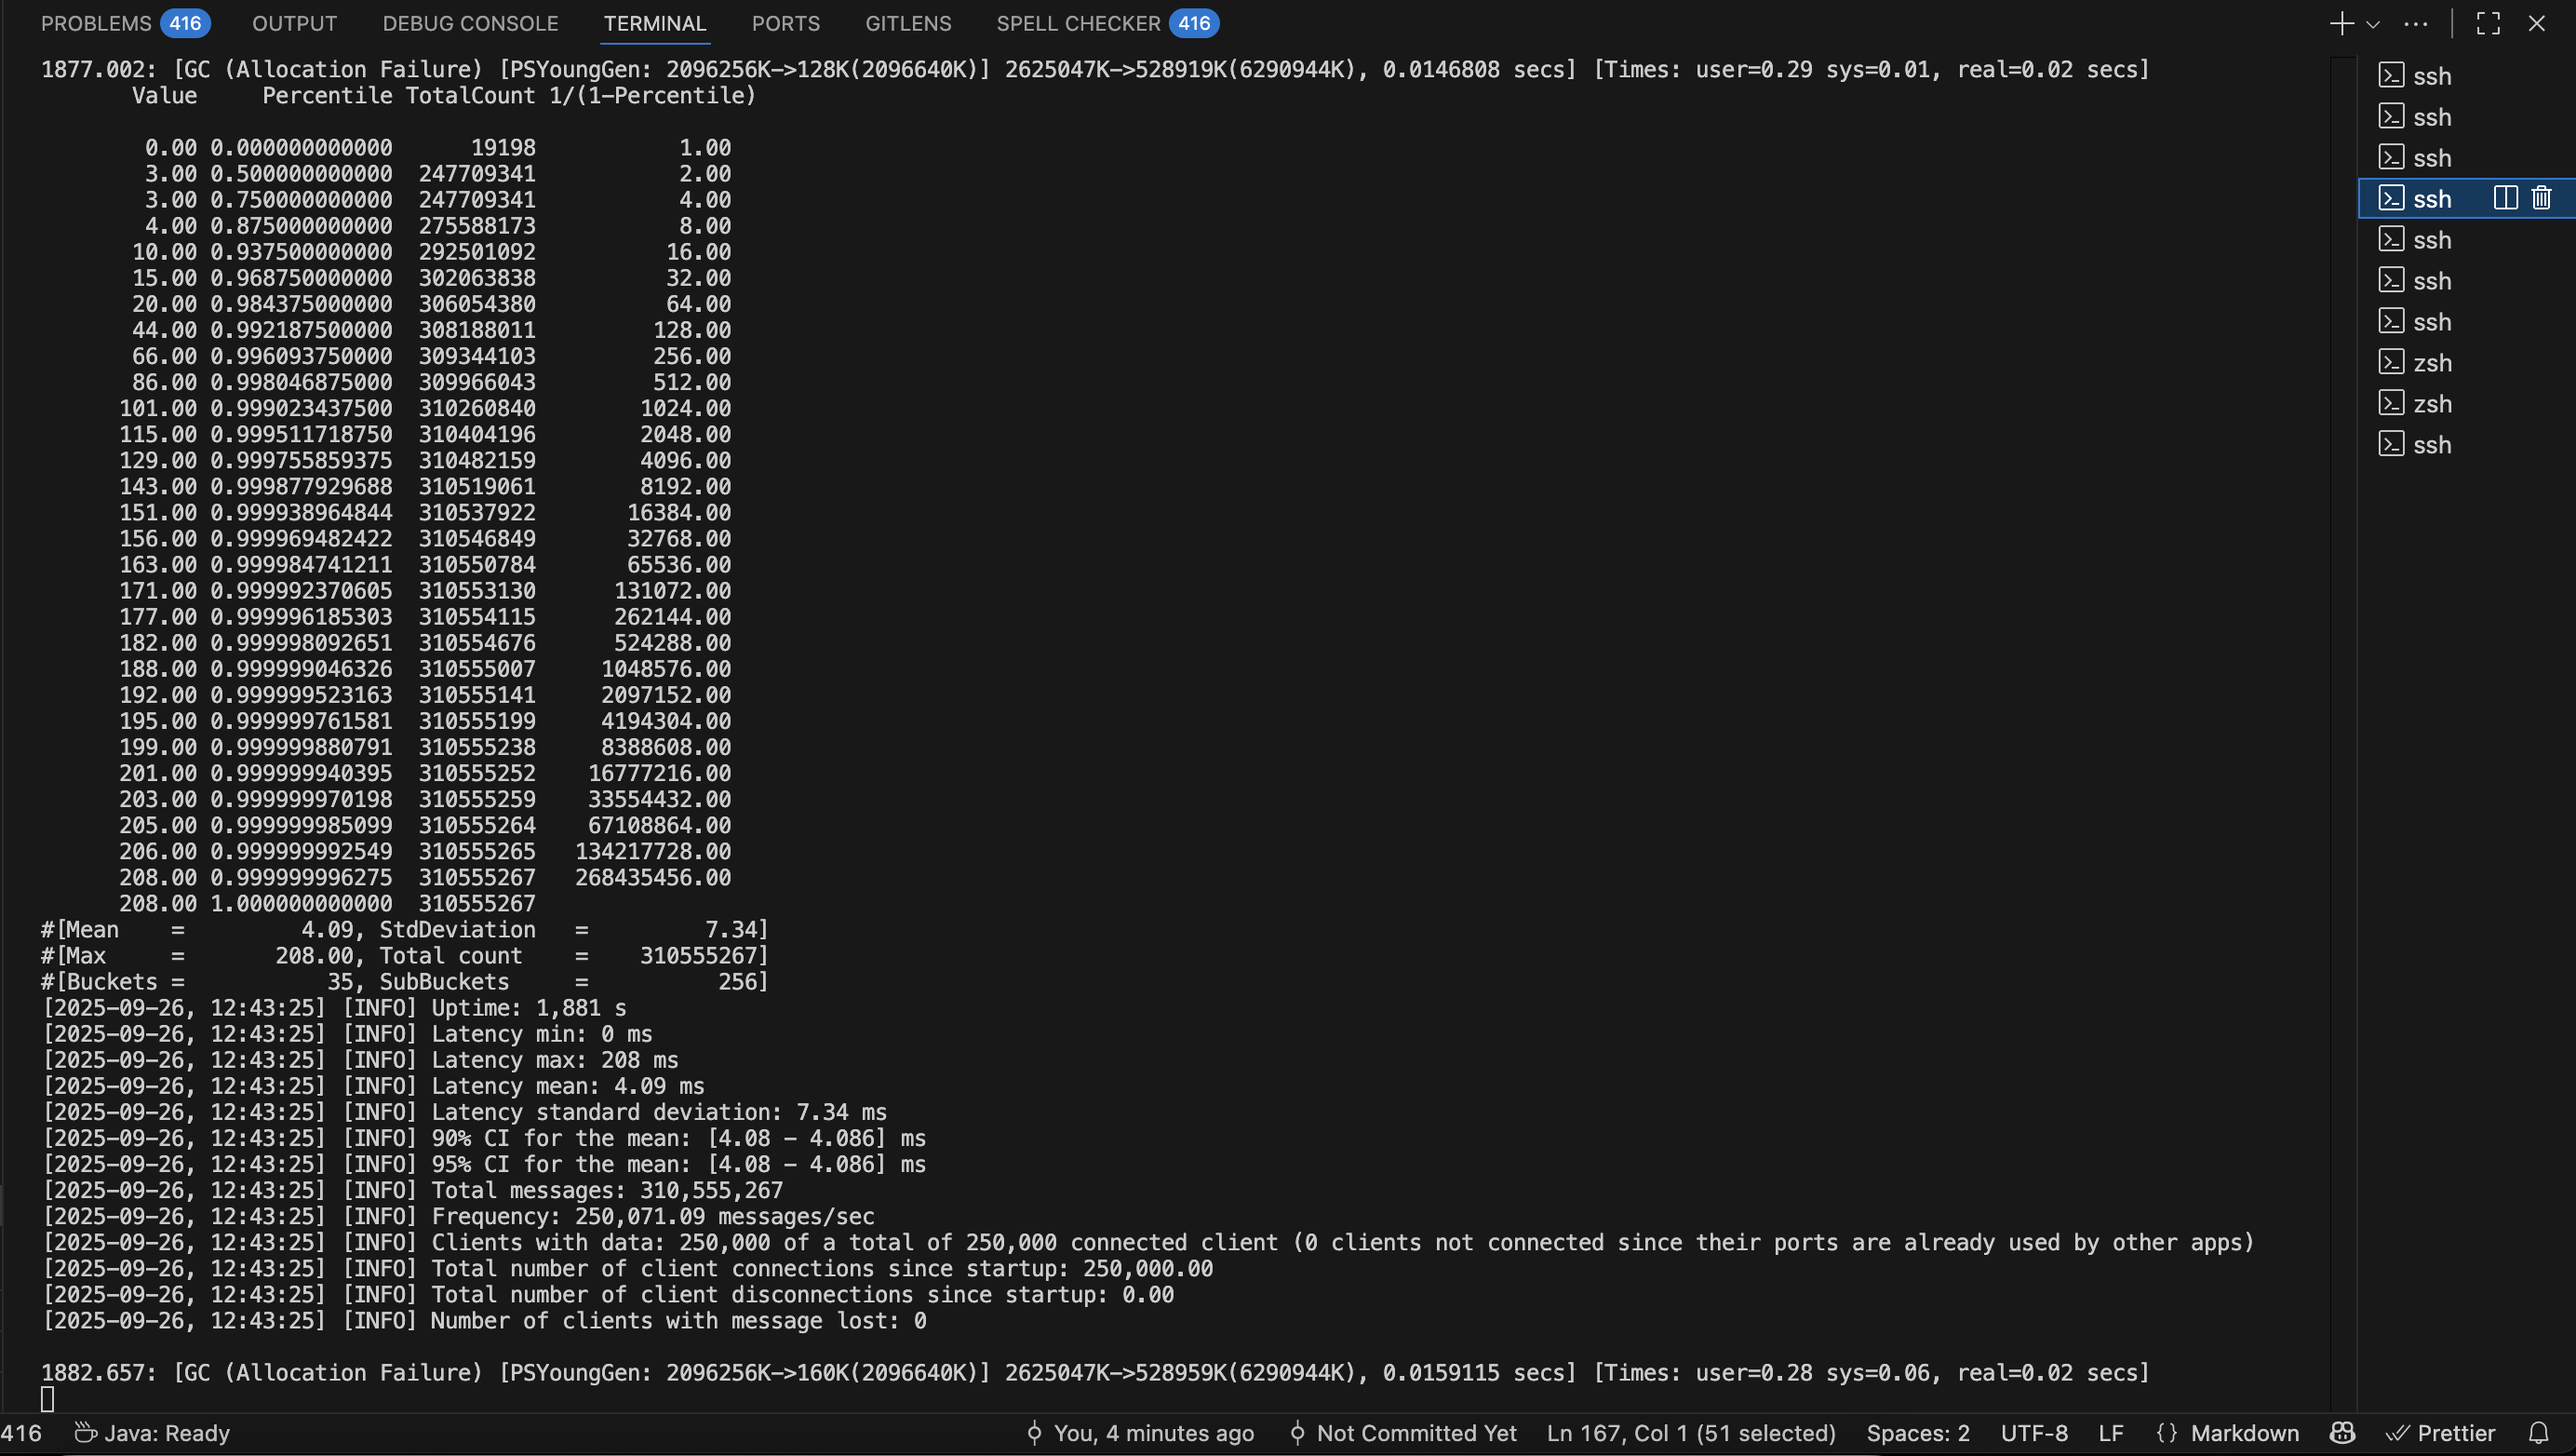 PROBLEMS 416 OUTPUT DEBUG CONSOLE TERMINAL PORTS GITLENS SPELL CHECKER 416
1877.002: [GC (Allocation Failure) [PSYoungGen: 2096256K->128K(2096640K)] 2625047K->528919K(6290944K), 0.0146808 secs] [Times: user=0.29 sys=0.01, real=0.02 secs]
Value Percentile TotalCount 1/(1-Percentile)
0.00 0.000000000000 19198 1.00
3.00 0.500000000000 247709341 2.00
3.00 0.750000000000 247709341 4.00
4.00 0.875000000000 275588173 8.00
10.00 0.937500000000 292501092 16.00
15.00 0.968750000000 302063838 32.00
20.00 0.984375000000 306054380 64.00
44.00 0.992187500000 308188011 128.00
66.00 0.996093750000 309344103 256.00
86.00 0.998046875000 309966043 512.00
101.00 0.999023437500 310260840 1024.00
115.00 0.999511718750 310404196 2048.00
129.00 0.999755859375 310482159 4096.00
143.00 0.999877929688 310519061 8192.00
151.00 0.999938964844 310537922 16384.00
156.00 0.999969482422 310546849 32768.00
163.00 0.999984741211 310550784 65536.00
171.00 0.999992370605 310553130 131072.00
177.00 0.999996185303 310554115 262144.00
182.00 0.999998092651 310554676 524288.00
188.00 0.999999046326 310555007 1048576.00
192.00 0.999999523163 310555141 2097152.00
195.00 0.999999761581 310555199 4194304.00
199.00 0.999999880791 310555238 8388608.00
201.00 0.999999940395 310555252 16777216.00
203.00 0.999999970198 310555259 33554432.00
205.00 0.999999985099 310555264 67108864.00
206.00 0.999999992549 310555265 134217728.00
208.00 0.999999996275 310555267 268435456.00
208.00 1.000000000000 310555267
#[Mean = 4.09, StdDeviation = 7.34]
#[Max = 208.00, Total count = 310555267]
#[Buckets = 35, SubBuckets = 256]
[2025-09-26, 12:43:25] [INFO] Uptime: 1,881 s
[2025-09-26, 12:43:25] [INFO] Latency min: 0 ms
[2025-09-26, 12:43:25] [INFO] Latency max: 208 ms
[2025-09-26, 12:43:25] [INFO] Latency mean: 4.09 ms
[2025-09-26, 12:43:25] [INFO] Latency standard deviation: 7.34 ms
[2025-09-26, 12:43:25] [INFO] 90% CI for the mean: [4.08 - 4.086] ms
[2025-09-26, 12:43:25] [INFO] 95% CI for the mean: [4.08 - 4.086] ms
[2025-09-26, 12:43:25] [INFO] Total messages: 310,555,267
[2025-09-26, 12:43:25] [INFO] Frequency: 250,071.09 messages/sec
[2025-09-26, 12:43:25] [INFO] Clients with data: 250,000 of a total of 250,000 connected client (0 clients not connected since their ports are already used by other apps)
[2025-09-26, 12:43:25] [INFO] Total number of client connections since startup: 250,000.00
[2025-09-26, 12:43:25] [INFO] Total number of client disconnections since startup: 0.00
[2025-09-26, 12:43:25] [INFO] Number of clients with message lost: 0
1882.657: [GC (Allocation Failure) [PSYoungGen: 2096256K->160K(2096640K)] 2625047K->528959K(6290944K), 0.0159115 secs] [Times: user=0.28 sys=0.06, real=0.02 secs]
ssh
ssh
ssh
ssh
ssh
ssh
ssh
zsh
zsh
ssh
416 Java: Ready You, 4 minutes ago Not Committed Yet Ln 167, Col 1 (51 selected) Spaces: 2 UTF-8 LF {} Markdown Prettier